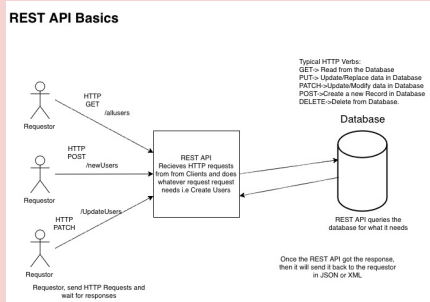 REST API Basics
Typical HTTP Verbs:
GET-> Read from the Database
PUT-> Update/Replace data in Database
PATCH->Update/Modify data in Database
POST->Create a new Record in Database
DELETE->Delete from Database.
HTTP
GET
/allusers
Requestor
HTTP
POST
/newUsers
Requestor
HTTP
PATCH
/UpdateUsers
Requestor
REST API
Recieves HTTP requests
from from Clients and does
whatever request request
needs i.e Create Users
Database
REST API queries the
database for what it needs
Once the REST API got the response,
then it will send it back to the requestor
in JSON or XML
Requestor, send HTTP Requests and
wait for responses